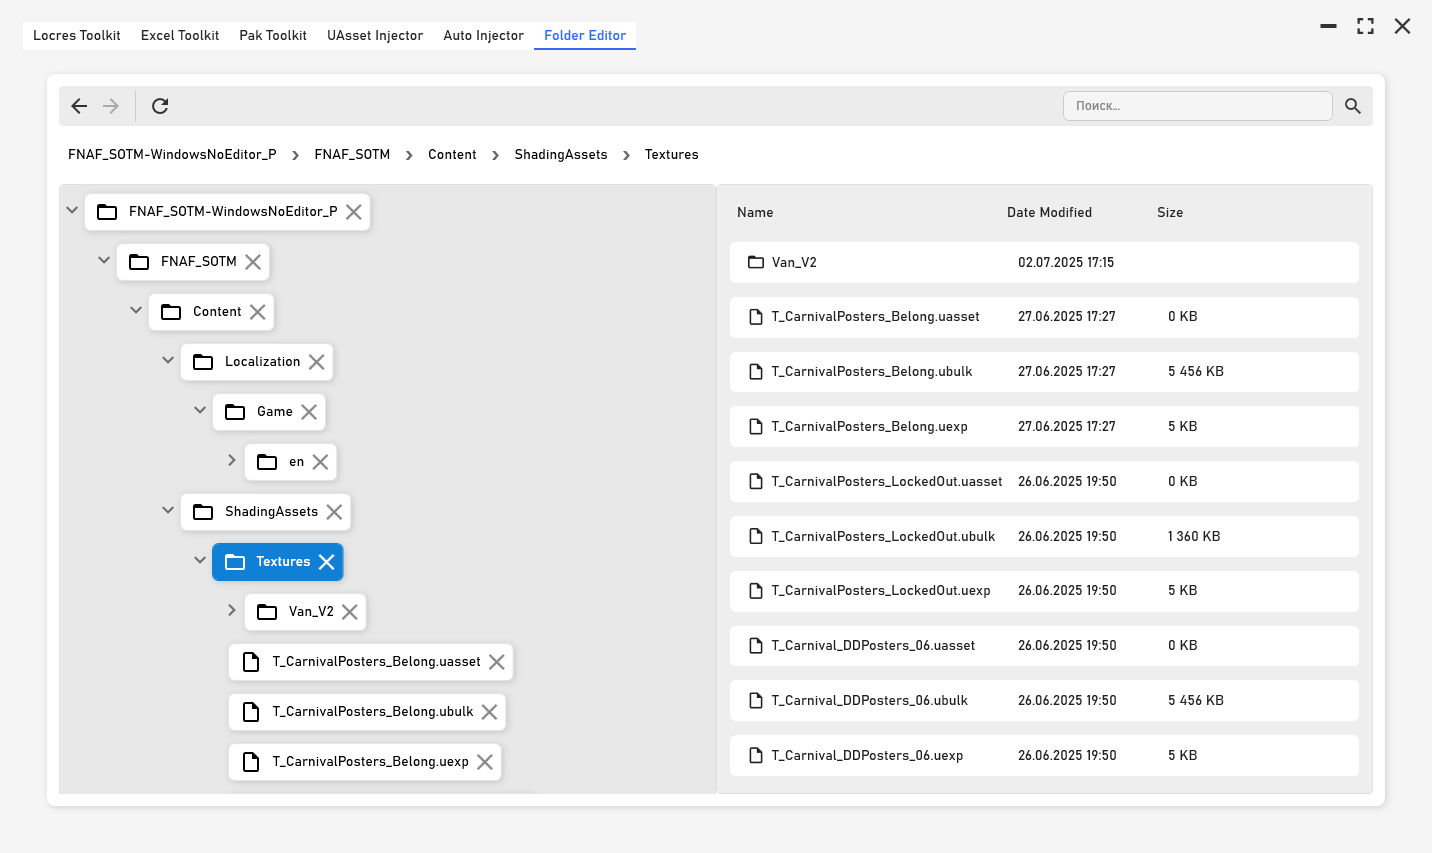 Locres Toolkit Excel Toolkit Pak Toolkit UAsset Injector Auto Injector Folder Editor
Поиск...
FNAF_SOTM-WindowsNoEditor_P > FNAF_SOTM > Content > ShadingAssets > Textures
FNAF_SOTM-WindowsNoEditor_P
FNAF_SOTM
Content
Localization
Game
en
ShadingAssets
Textures
Van_V2
T_CarnivalPosters_Belong.uasset
T_CarnivalPosters_Belong.ubulk
T_CarnivalPosters_Belong.uexp
Name Date Modified Size
Van_V2 02.07.2025 17:15
T_CarnivalPosters_Belong.uasset 27.06.2025 17:27 0 KB
T_CarnivalPosters_Belong.ubulk 27.06.2025 17:27 5 456 KB
T_CarnivalPosters_Belong.uexp 27.06.2025 17:27 5 KB
T_CarnivalPosters_LockedOut.uasset 26.06.2025 19:50 0 KB
T_CarnivalPosters_LockedOut.ubulk 26.06.2025 19:50 1 360 KB
T_CarnivalPosters_LockedOut.uexp 26.06.2025 19:50 5 KB
T_Carnival_DDPosters_06.uasset 26.06.2025 19:50 0 KB
T_Carnival_DDPosters_06.ubulk 26.06.2025 19:50 5 456 KB
T_Carnival_DDPosters_06.uexp 26.06.2025 19:50 5 KB